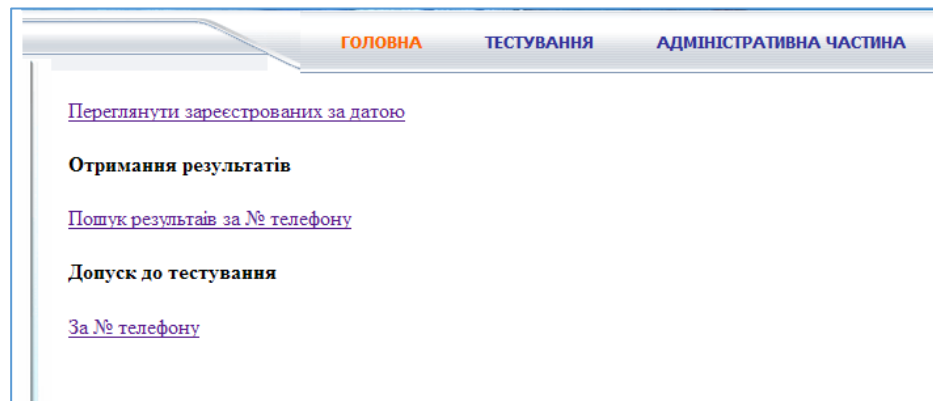 ГОЛОВНА ТЕСТУВАННЯ АДМІНІСТРАТИВНА ЧАСТИНА
Переглянути зареєстрованих за датою
Отримання результатів
Пошук результаів за № телефону
Допуск до тестування
За № телефону